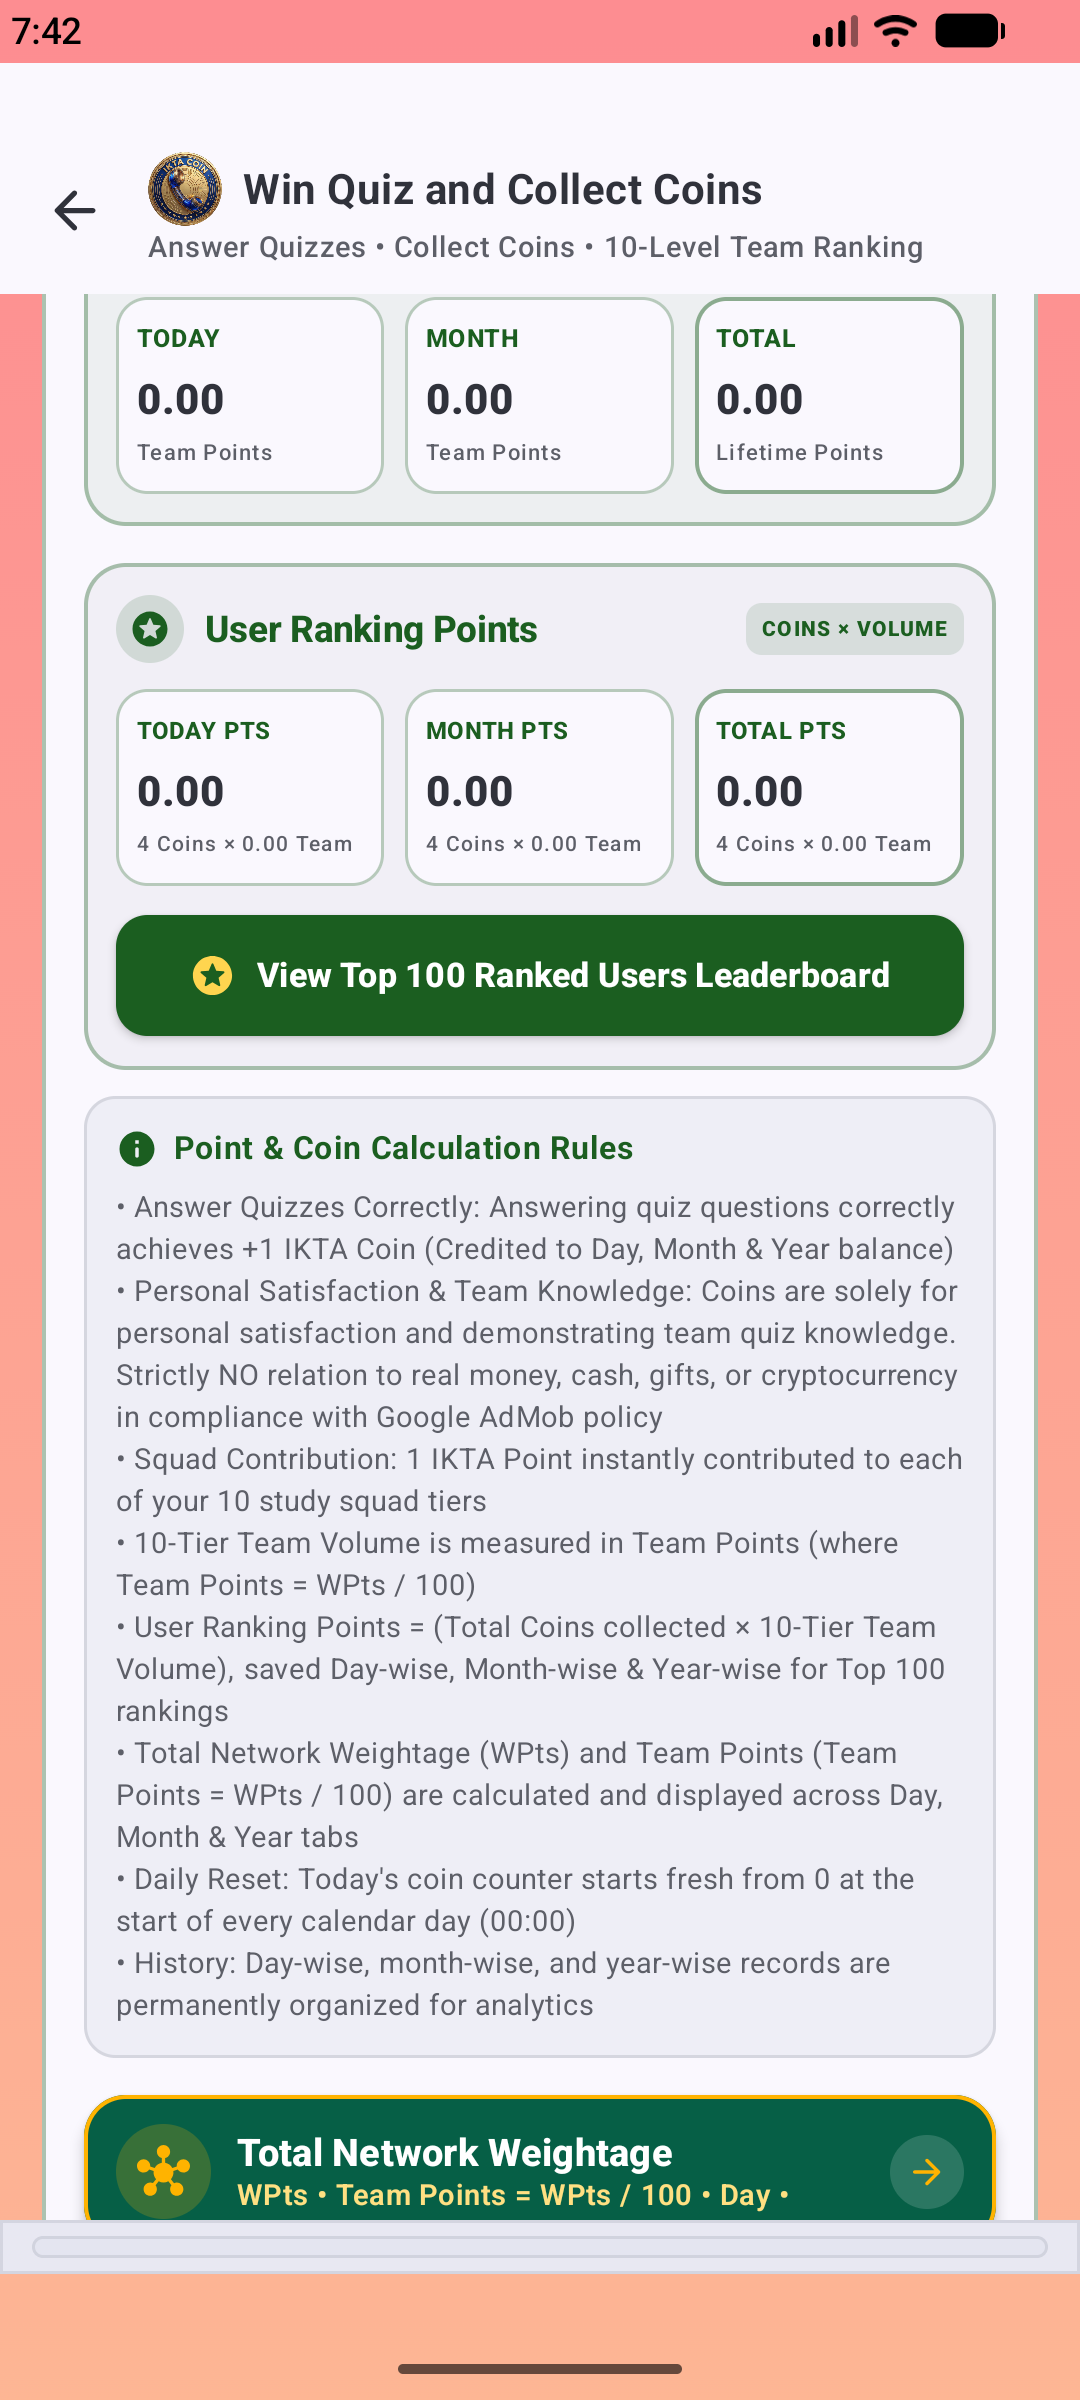 7:42
IKTA COIN
Win Quiz and Collect Coins
Answer Quizzes • Collect Coins • 10-Level Team Ranking
TODAY
0.00
Team Points
MONTH
0.00
Team Points
TOTAL
0.00
Lifetime Points
User Ranking Points
COINS × VOLUME
TODAY PTS
0.00
4 Coins × 0.00 Team
MONTH PTS
0.00
4 Coins × 0.00 Team
TOTAL PTS
0.00
4 Coins × 0.00 Team
View Top 100 Ranked Users Leaderboard
Point & Coin Calculation Rules
• Answer Quizzes Correctly: Answering quiz questions correctly
achieves +1 IKTA Coin (Credited to Day, Month & Year balance)
• Personal Satisfaction & Team Knowledge: Coins are solely for
personal satisfaction and demonstrating team quiz knowledge.
Strictly NO relation to real money, cash, gifts, or cryptocurrency
in compliance with Google AdMob policy
• Squad Contribution: 1 IKTA Point instantly contributed to each
of your 10 study squad tiers
• 10-Tier Team Volume is measured in Team Points (where
Team Points = WPts / 100)
• User Ranking Points = (Total Coins collected × 10-Tier Team
Volume), saved Day-wise, Month-wise & Year-wise for Top 100
rankings
• Total Network Weightage (WPts) and Team Points (Team
Points = WPts / 100) are calculated and displayed across Day,
Month & Year tabs
• Daily Reset: Today's coin counter starts fresh from 0 at the
start of every calendar day (00:00)
• History: Day-wise, month-wise, and year-wise records are
permanently organized for analytics
Total Network Weightage
WPts • Team Points = WPts / 100 • Day •